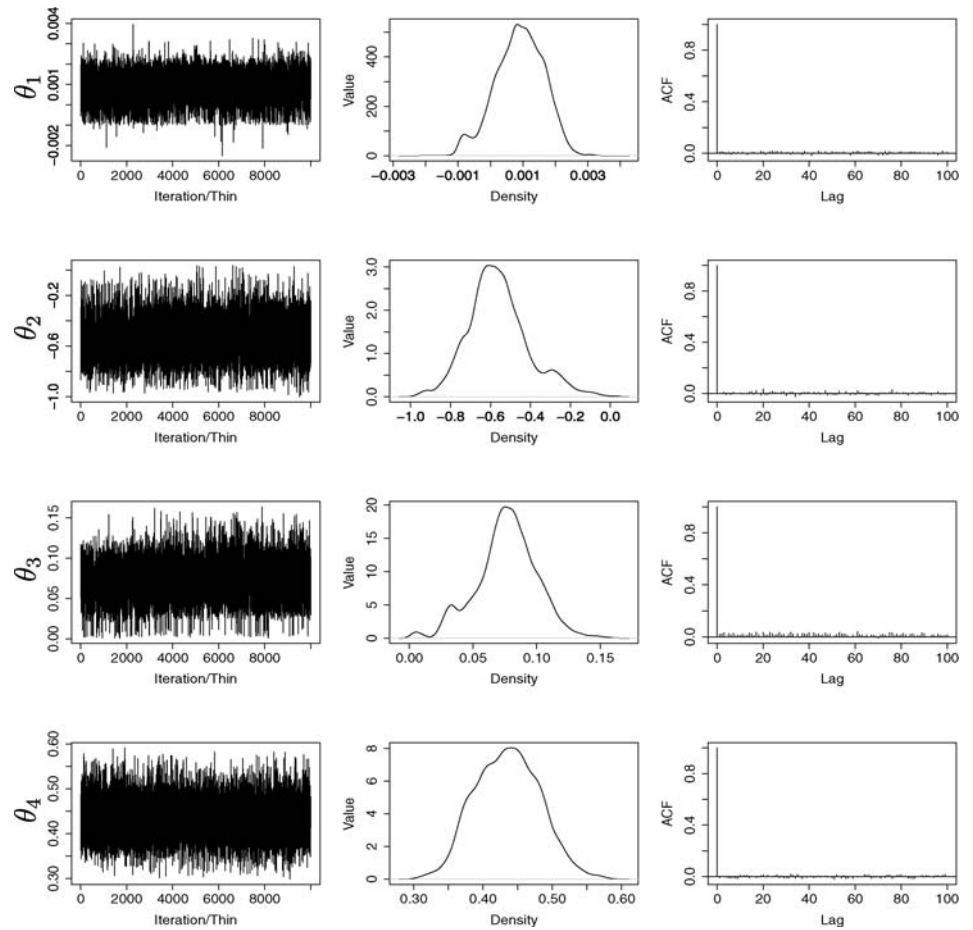 θ1
0.004
0.001
−0.002
0 2000 4000 6000 8000
Iteration/Thin
Value
400
200
0
−0.003 −0.001 0.001 0.003
Density
ACF
0.8
0.4
0.0
0 20 40 60 80 100
Lag
θ2
−0.2
−0.6
−1.0
0 2000 4000 6000 8000
Iteration/Thin
Value
3.0
2.0
1.0
0.0
−1.0 −0.8 −0.6 −0.4 −0.2 0.0
Density
ACF
0.8
0.4
0.0
0 20 40 60 80 100
Lag
θ3
0.15
0.10
0.05
0.00
0 2000 4000 6000 8000
Iteration/Thin
Value
20
15
10
5
0
0.00 0.05 0.10 0.15
Density
ACF
0.8
0.4
0.0
0 20 40 60 80 100
Lag
θ4
0.60
0.50
0.40
0.30
0 2000 4000 6000 8000
Iteration/Thin
Value
8
6
4
2
0
0.30 0.40 0.50 0.60
Density
ACF
0.8
0.4
0.0
0 20 40 60 80 100
Lag